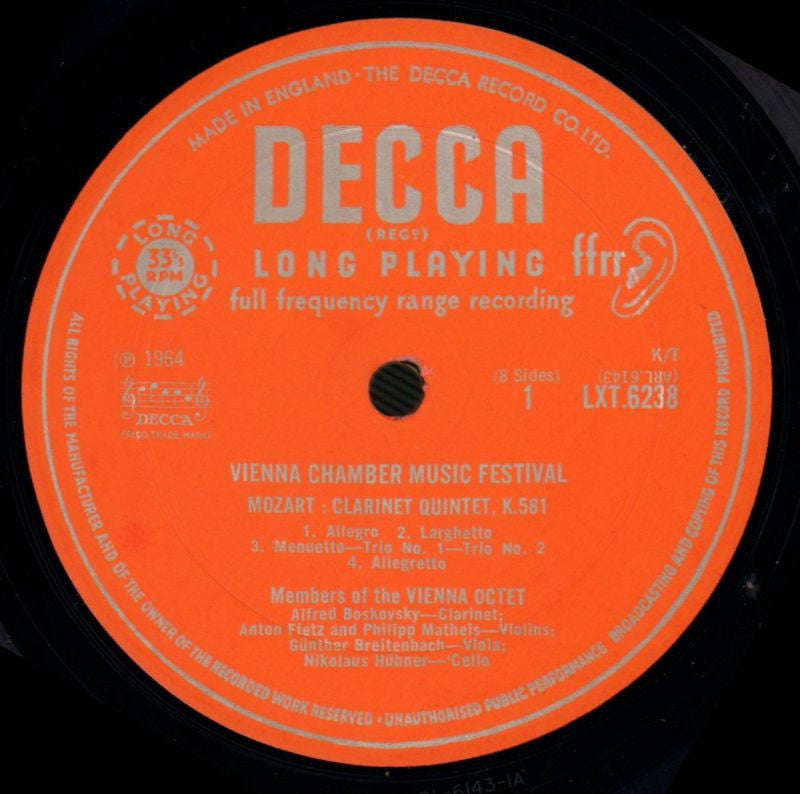 MADE IN ENGLAND · THE DECCA RECORD CO. LTD.
DECCA
(REGD)
LONG PLAYING
ffrr
full frequency range recording
LONG
33⅓
RPM
PLAYING
℗ 1964
DECCA
(REGD TRADE MARK)
K/T
(8 Sides)
(ARL.6143)
1
LXT.6238
VIENNA CHAMBER MUSIC FESTIVAL
MOZART : CLARINET QUINTET, K.581
1. Allegro 2. Larghetto
3. Menuetto—Trio No. 1—Trio No. 2
4. Allegretto
Members of the VIENNA OCTET
Alfred Boskovsky—Clarinet;
Anton Fietz and Philipp Matheis—Violins;
Günther Breitenbach—Viola;
Nikolaus Hübner—'Cello
ALL RIGHTS OF THE MANUFACTURER AND OF THE OWNER OF THE RECORDED WORK RESERVED · UNAUTHORISED PUBLIC PERFORMANCE BROADCASTING AND COPYING OF THIS RECORD PROHIBITED
6143-1A